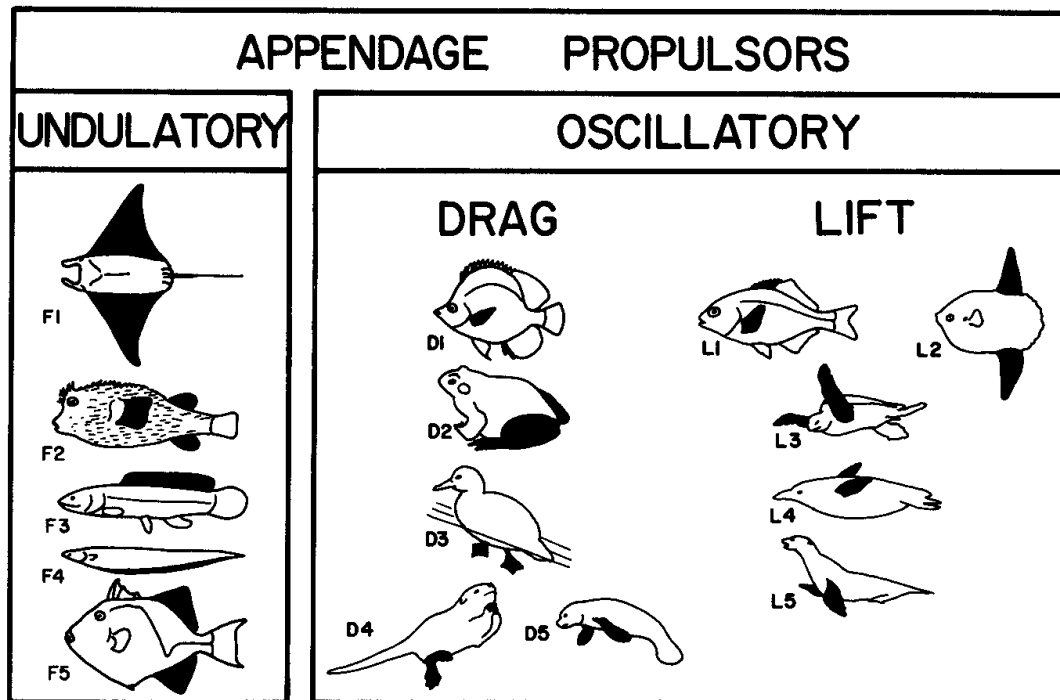 APPENDAGE PROPULSORS
UNDULATORY
OSCILLATORY
DRAG
LIFT
F1
F2
F3
F4
F5
D1
D2
D3
D4
D5
L1
L2
L3
L4
L5